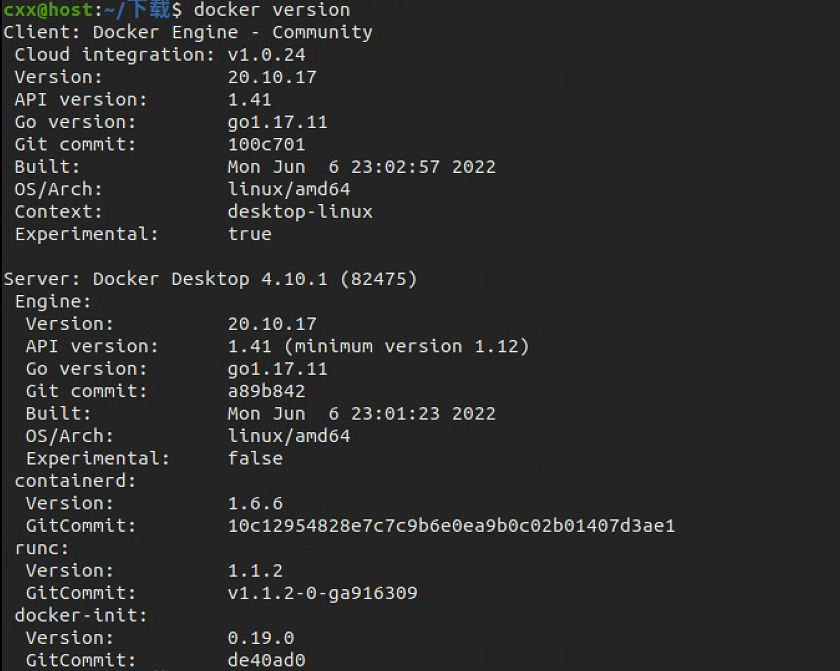 cxx@host:~/下载$ docker version
Client: Docker Engine - Community
 Cloud integration: v1.0.24
 Version:           20.10.17
 API version:       1.41
 Go version:        go1.17.11
 Git commit:        100c701
 Built:             Mon Jun  6 23:02:57 2022
 OS/Arch:           linux/amd64
 Context:           desktop-linux
 Experimental:      true

Server: Docker Desktop 4.10.1 (82475)
 Engine:
  Version:          20.10.17
  API version:      1.41 (minimum version 1.12)
  Go version:       go1.17.11
  Git commit:       a89b842
  Built:            Mon Jun  6 23:01:23 2022
  OS/Arch:          linux/amd64
  Experimental:     false
 containerd:
  Version:          1.6.6
  GitCommit:        10c12954828e7c7c9b6e0ea9b0c02b01407d3ae1
 runc:
  Version:          1.1.2
  GitCommit:        v1.1.2-0-ga916309
 docker-init:
  Version:          0.19.0
  GitCommit:        de40ad0